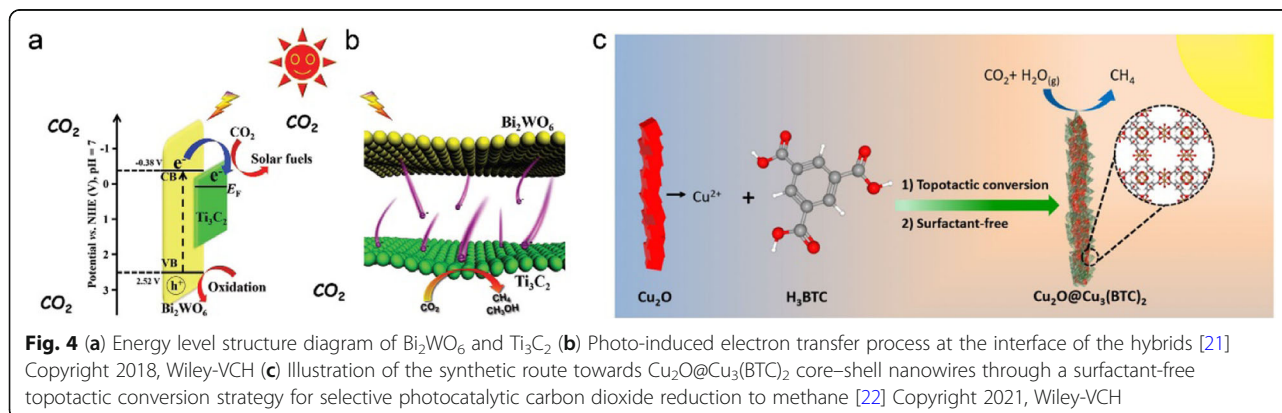 a
b
c
CO2
CO2
CO2
CO2
Potential vs. NHE (V), pH = 7
-1
0
1
2
3
-0.38 V
2.52 V
e-
CB
CO2
Solar fuels
e-
EF
Ti3C2
VB
h+
Oxidation
Bi2WO6
Bi2WO6
Ti3C2
CO2
CH4
CH3OH
CO2+ H2O(g)
CH4
Cu2+
+
1) Topotactic conversion
2) Surfactant-free
Cu2O
H3BTC
Cu2O@Cu3(BTC)2
Fig. 4 (a) Energy level structure diagram of Bi2WO6 and Ti3C2 (b) Photo-induced electron transfer process at the interface of the hybrids [21]
Copyright 2018, Wiley-VCH (c) Illustration of the synthetic route towards Cu2O@Cu3(BTC)2 core–shell nanowires through a surfactant-free
topotactic conversion strategy for selective photocatalytic carbon dioxide reduction to methane [22] Copyright 2021, Wiley-VCH